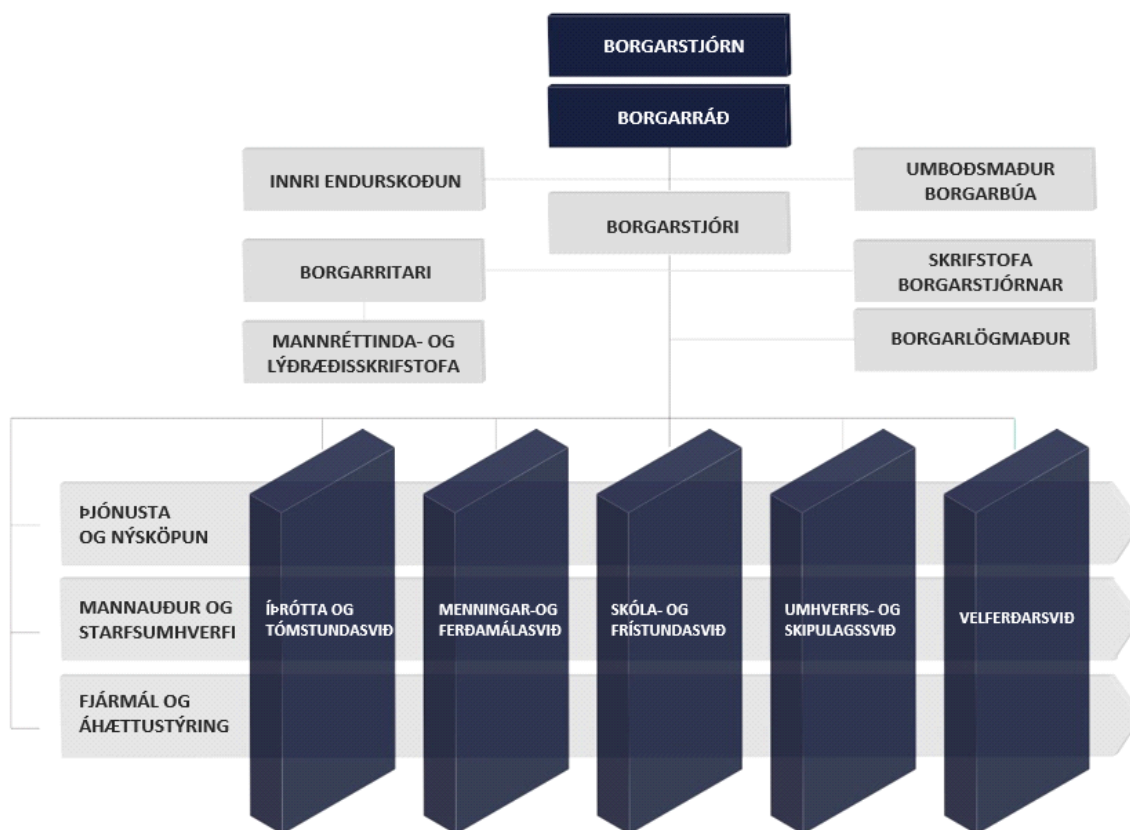 BORGARSTJÓRN
BORGARRÁÐ
INNRI ENDURSKOÐUN
UMBOÐSMAÐUR
BORGARBÚA
BORGARSTJÓRI
BORGARRITARI
SKRIFSTOFA
BORGARSTJÓRNAR
MANNRÉTTINDA- OG
LÝÐRÆÐISSKRIFSTOFA
BORGARLÖGMAÐUR
ÞJÓNUSTA
OG NÝSKÖPUN
MANNAUÐUR OG
STARFSUMHVERFI
FJÁRMÁL OG
ÁHÆTTUSTÝRING
ÍÞRÓTTA OG
TÓMSTUNDASVIÐ
MENNINGAR-OG
FERÐAMÁLASVIÐ
SKÓLA- OG
FRÍSTUNDASVIÐ
UMHVERFIS- OG
SKIPULAGSSVIÐ
VELFERÐARSVIÐ